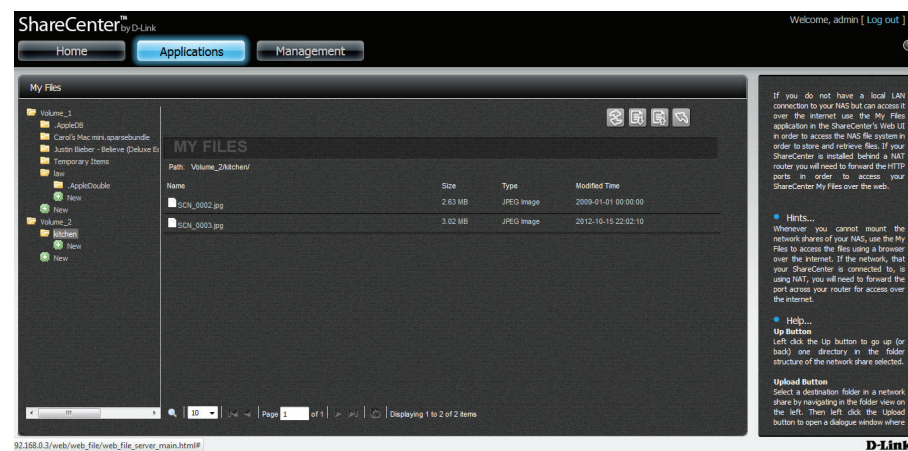 ShareCenter™ by D-Link
Welcome, admin [ Log out ]
Home
Applications
Management
My Files
Volume_1
.AppleDB
Carol's Mac mini.sparsebundle
Justin Bieber - Believe (Deluxe Ed
Temporary Items
law
.AppleDouble
New
New
Volume_2
kitchen
New
New
MY FILES
Path: Volume_2/kitchen/
Name Size Type Modified Time
SCN_0002.jpg 2.63 MB JPEG Image 2009-01-01 00:00:00
SCN_0003.jpg 3.02 MB JPEG Image 2012-10-15 22:02:10
10 Page 1 of 1 Displaying 1 to 2 of 2 items
If you do not have a local LAN
connection to your NAS but can access it
over the internet use the My Files
application in the ShareCenter's Web UI
in order to access the NAS file system in
order to store and retrieve files. If your
ShareCenter is installed behind a NAT
router you will need to forward the HTTP
ports in order to access your
ShareCenter My Files over the web.
Hints...
Whenever you cannot mount the
network shares of your NAS, use the My
Files to access the files using a browser
over the internet. If the network, that
your ShareCenter is connected to, is
using NAT, you will need to forward the
port across your router for access over
the internet.
Help...
Up Button
Left click the Up button to go up (or
back) one directory in the folder
structure of the network share selected.
Upload Button
Select a destination folder in a network
share by navigating in the folder view on
the left. Then left click the Upload
button to open a dialogue window where
92.168.0.3/web/web_file/web_file_server_main.html#
D-Link